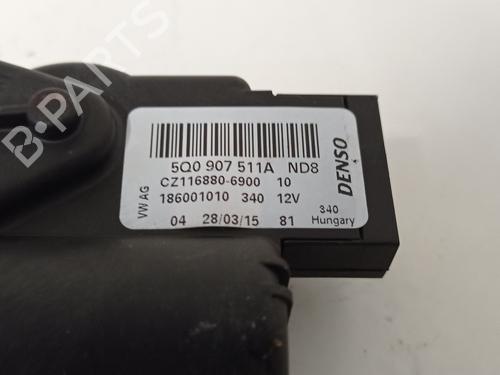 B-PARTS
5Q0 907 511A ND8
CZ116880-6900 10
186001010 340 12V
04 28/03/15 81
VW AG
DENSO
340
Hungary